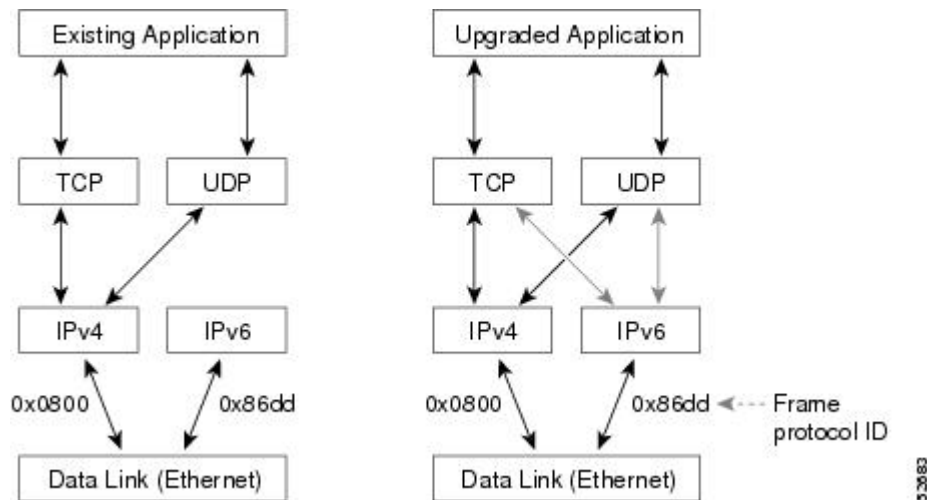 Existing Application
Upgraded Application
TCP
UDP
TCP
UDP
IPv4
IPv6
IPv4
IPv6
0x0800
0x86dd
0x0800
0x86dd
Frame
protocol ID
Data Link (Ethernet)
Data Link (Ethernet)
52683